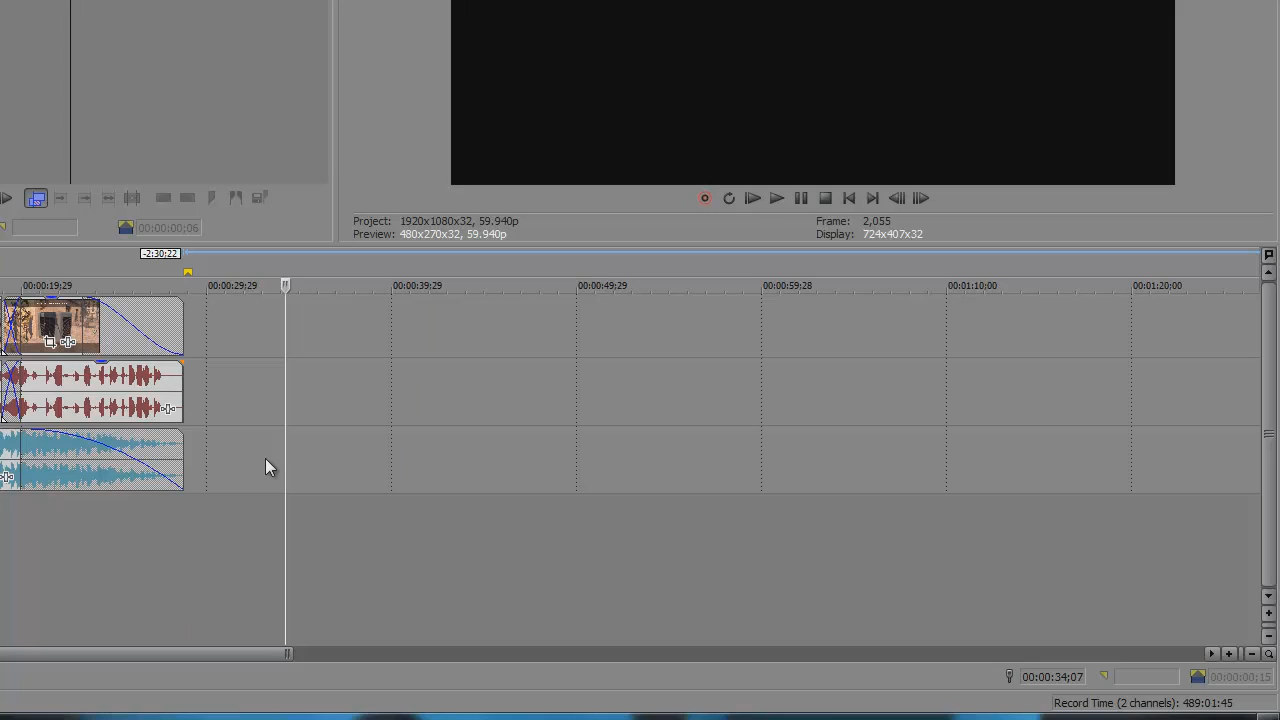 00:00:00;06
Project: 1920x1080x32, 59.940p
Preview: 480x270x32, 59.940p
Frame: 2,055
Display: 724x407x32
-2:30;22
00:00:19;29 00:00:29;29 00:00:39;29 00:00:49;29 00:00:59;28 00:01:10;00 00:01:20;00
00:00:34;07 00:00:00;15
Record Time (2 channels): 489:01:45